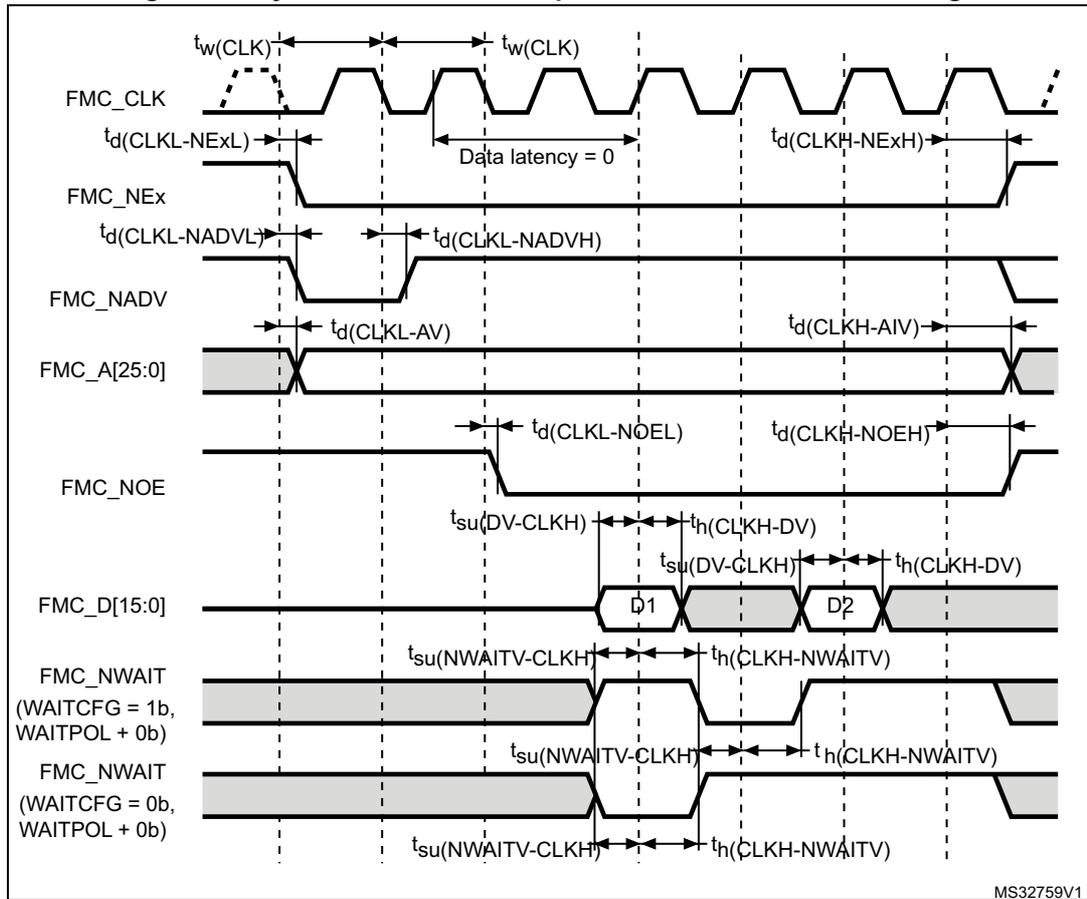 tw(CLK) tw(CLK)
FMC_CLK
td(CLKL-NExL) Data latency = 0 td(CLKH-NExH)
FMC_NEx
td(CLKL-NADVL) td(CLKL-NADVH)
FMC_NADV
td(CLKL-AV) td(CLKH-AIV)
FMC_A[25:0]
td(CLKL-NOEL) td(CLKH-NOEH)
FMC_NOE
tsu(DV-CLKH) th(CLKH-DV)
tsu(DV-CLKH) th(CLKH-DV)
FMC_D[15:0] D1 D2
tsu(NWAITV-CLKH) th(CLKH-NWAITV)
FMC_NWAIT
(WAITCFG = 1b,
WAITPOL + 0b)
tsu(NWAITV-CLKH) t h(CLKH-NWAITV)
FMC_NWAIT
(WAITCFG = 0b,
WAITPOL + 0b)
tsu(NWAITV-CLKH) th(CLKH-NWAITV)
MS32759V1